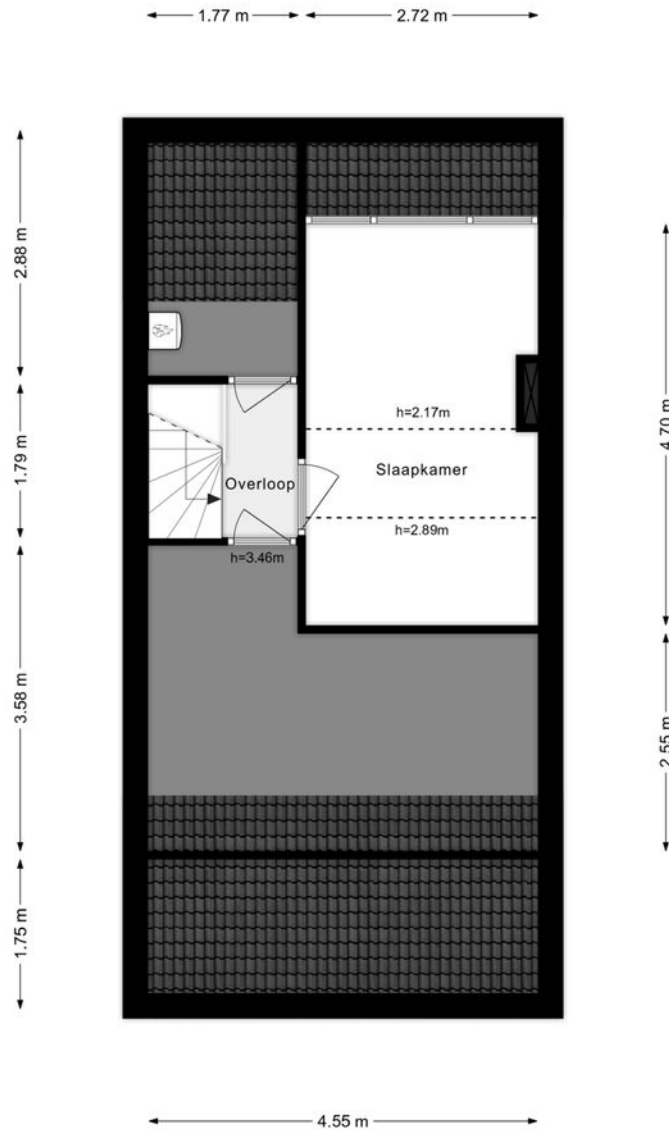 1.77 m
2.72 m
2.88 m
1.79 m
3.58 m
1.75 m
h=2.17m
Slaapkamer
Overloop
h=2.89m
h=3.46m
4.70 m
2.55 m
4.55 m